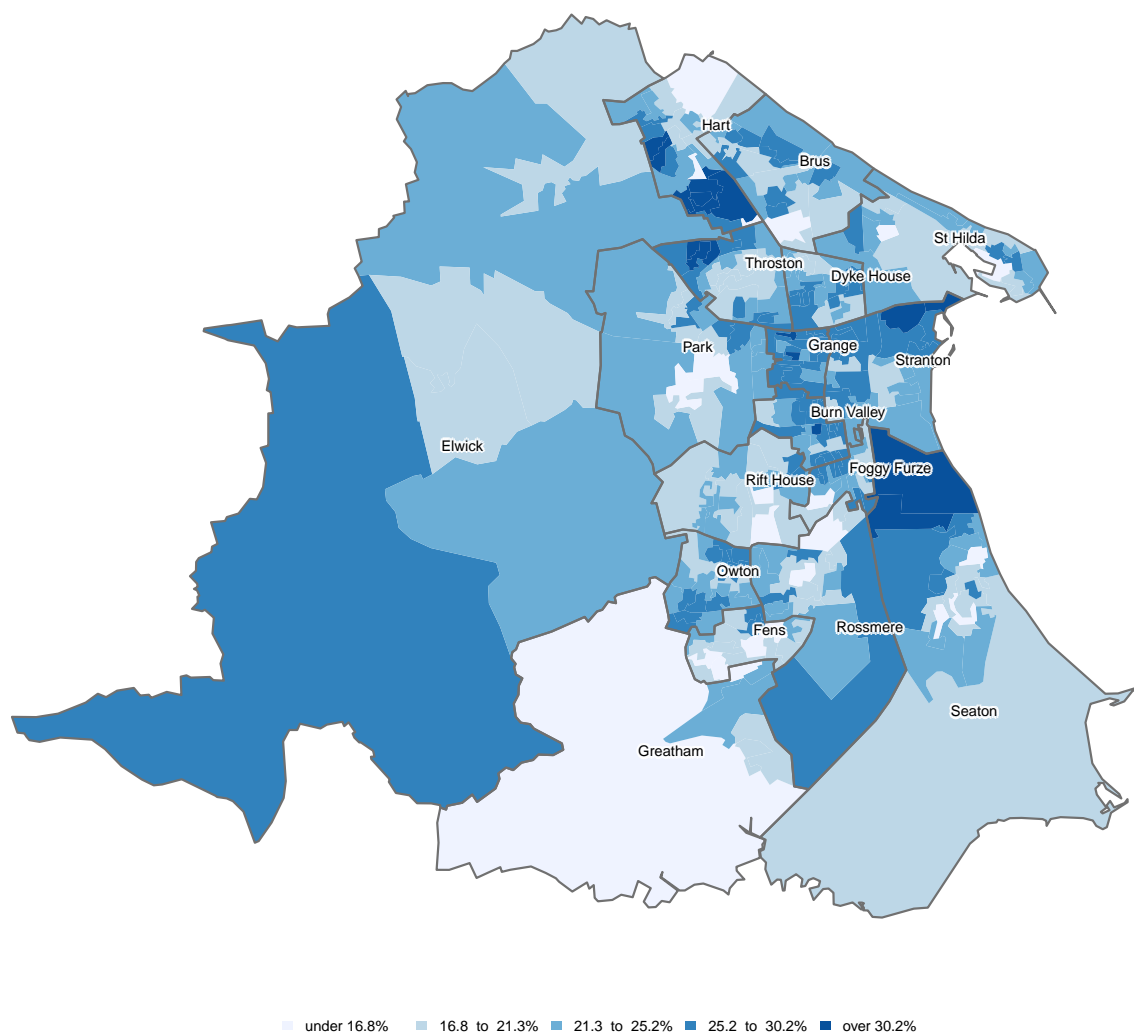 Hart
Brus
St Hilda
Throston
Dyke House
Park
Grange
Stranton
Burn Valley
Elwick
Foggy Furze
Rift House
Owton
Fens
Rossmere
Seaton
Greatham
under 16.8% 16.8 to 21.3% 21.3 to 25.2% 25.2 to 30.2% over 30.2%